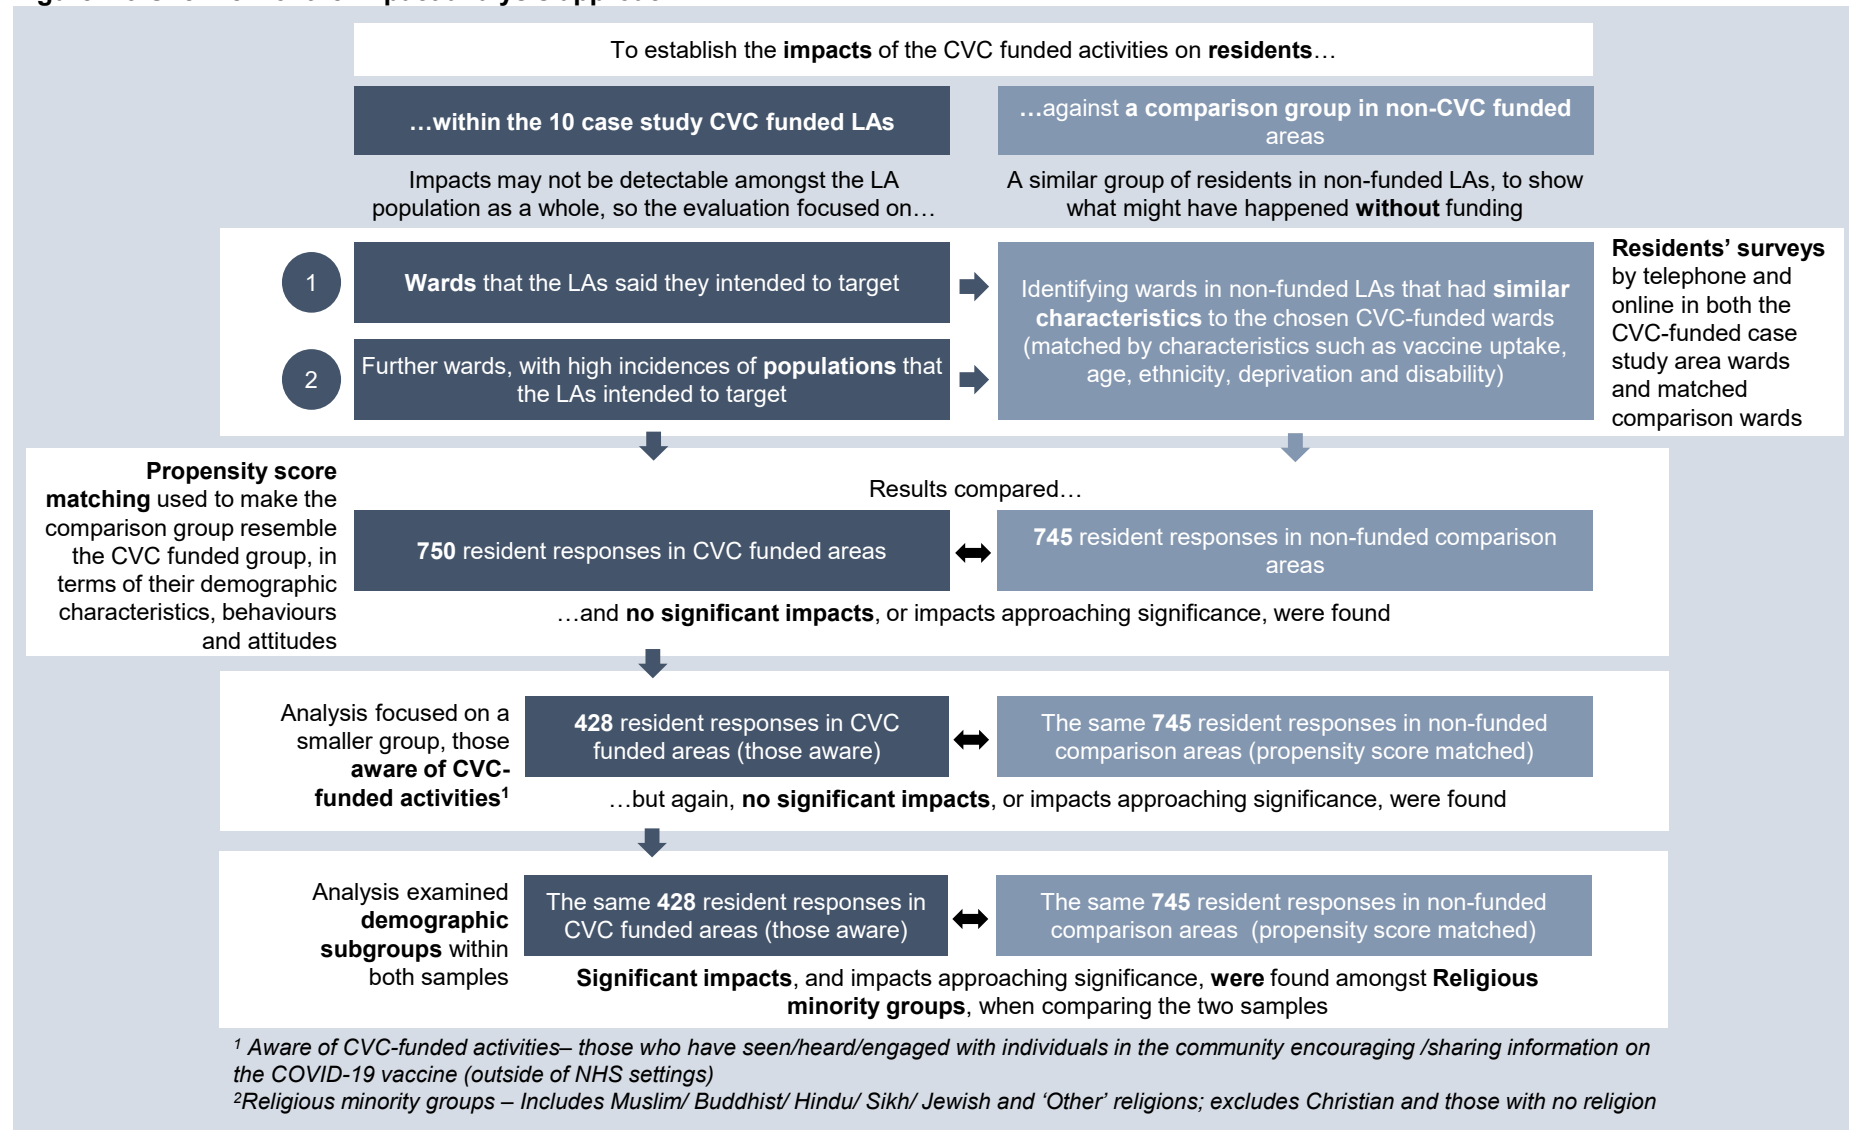 To establish the impacts of the CVC funded activities on residents…
…within the 10 case study CVC funded LAs
…against a comparison group in non-CVC funded
areas
Impacts may not be detectable amongst the LA
population as a whole, so the evaluation focused on…
A similar group of residents in non-funded LAs, to show
what might have happened without funding
1
Wards that the LAs said they intended to target
2
Further wards, with high incidences of populations that
the LAs intended to target
Identifying wards in non-funded LAs that had similar
characteristics to the chosen CVC-funded wards
(matched by characteristics such as vaccine uptake,
age, ethnicity, deprivation and disability)
Residents’ surveys
by telephone and
online in both the
CVC-funded case
study area wards
and matched
comparison wards
Propensity score
matching used to make the
comparison group resemble
the CVC funded group, in
terms of their demographic
characteristics, behaviours
and attitudes
Results compared…
750 resident responses in CVC funded areas
745 resident responses in non-funded comparison
areas
…and no significant impacts, or impacts approaching significance, were found
Analysis focused on a
smaller group, those
aware of CVC-
funded activities1
428 resident responses in CVC
funded areas (those aware)
The same 745 resident responses in non-funded
comparison areas (propensity score matched)
…but again, no significant impacts, or impacts approaching significance, were found
Analysis examined
demographic
subgroups within
both samples
The same 428 resident responses in
CVC funded areas (those aware)
The same 745 resident responses in non-funded
comparison areas (propensity score matched)
Significant impacts, and impacts approaching significance, were found amongst Religious
minority groups, when comparing the two samples
1 Aware of CVC-funded activities– those who have seen/heard/engaged with individuals in the community encouraging /sharing information on
the COVID-19 vaccine (outside of NHS settings)
2Religious minority groups – Includes Muslim/ Buddhist/ Hindu/ Sikh/ Jewish and ‘Other’ religions; excludes Christian and those with no religion